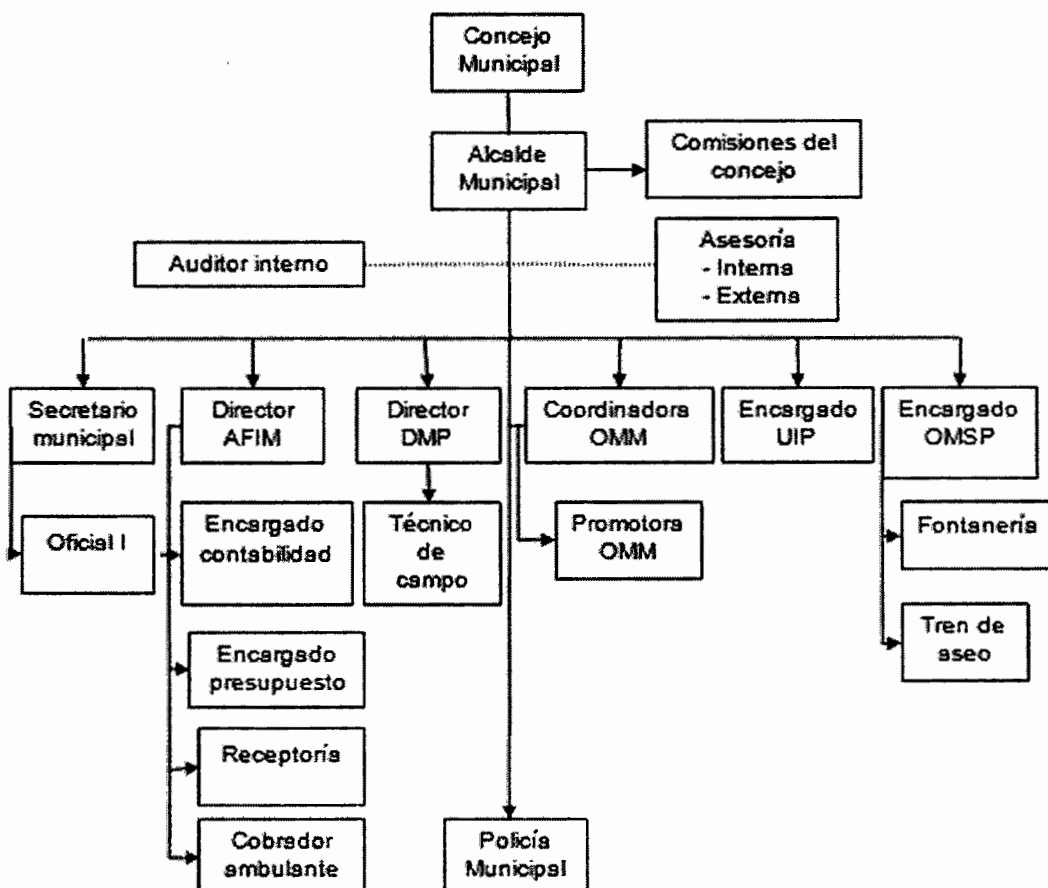 Concejo
Municipal
Alcalde
Municipal
Comisiones del
concejo
Auditor interno
Asesoría
- Interna
- Externa
Secretario
municipal
Director
AFIM
Director
DMP
Coordinadora
OMM
Encargado
UIP
Encargado
OMSP
Oficial I
Encargado
contabilidad
Técnico
de
campo
Promotora
OMM
Fontanería
Encargado
presupuesto
Tren de
aseo
Receptoría
Cobrador
ambulante
Policía
Municipal